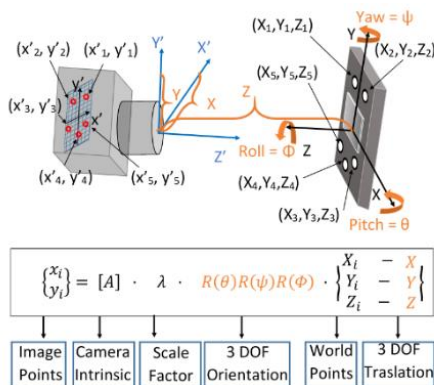 (x'₂, y'₂)
(x'₁, y'₁)
(x'₃, y'₃)
(x'₄, y'₄)
(x'₅, y'₅)
y'
x'
Y'
X'
Z'
Y
X
Z
Roll = Φ
Z
Y
Yaw = ψ
(X₁,Y₁,Z₁)
(X₂,Y₂,Z₂)
(X₅,Y₅,Z₅)
(X₄,Y₄,Z₄)
(X₃,Y₃,Z₃)
X
Pitch = θ
{xᵢ yᵢ} = [A] · λ · R(θ)R(ψ)R(Φ) · {Xᵢ − X
Yᵢ − Y
Zᵢ − Z}
Image Points
Camera Intrinsic
Scale Factor
3 DOF Orientation
World Points
3 DOF Traslation